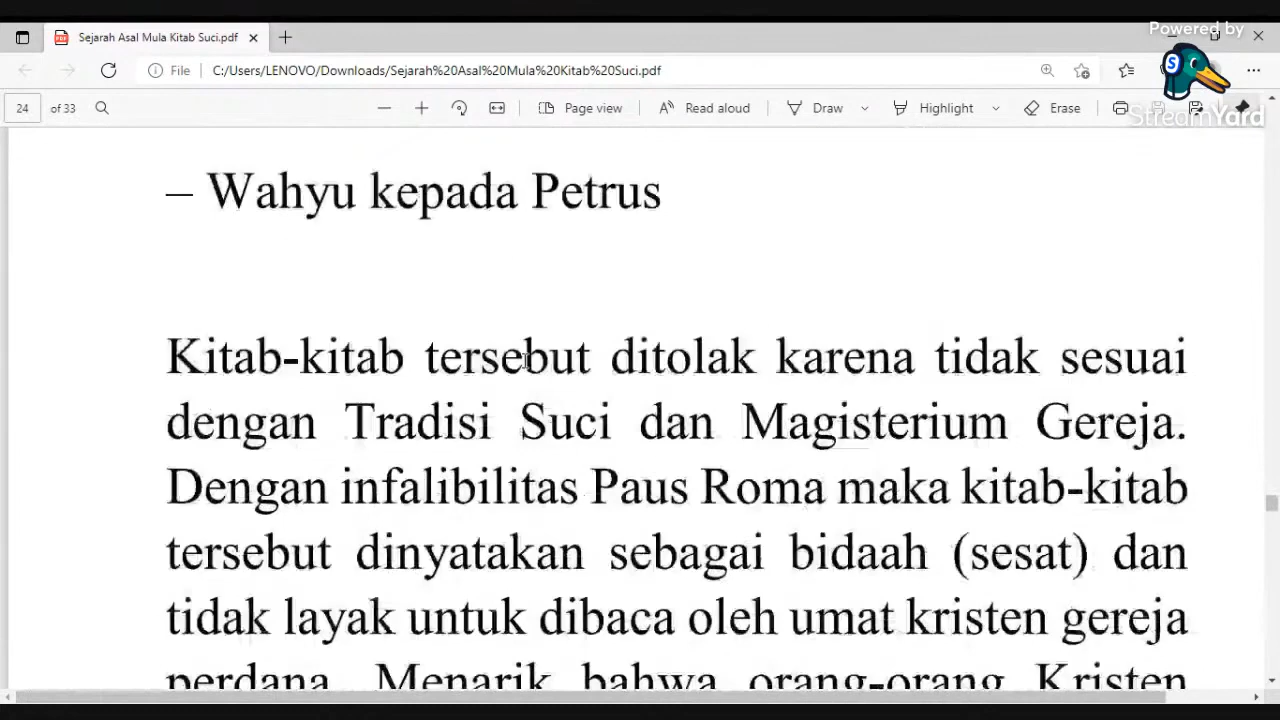 Powered by
Sejarah Asal Mula Kitab Suci.pdf
File C:/Users/LENOVO/Downloads/Sejarah%20Asal%20Mula%20Kitab%20Suci.pdf
24 of 33 Page view Read aloud Draw Highlight Erase
StreamYard
– Wahyu kepada Petrus
Kitab-kitab tersebut ditolak karena tidak sesuai
dengan Tradisi Suci dan Magisterium Gereja.
Dengan infalibilitas Paus Roma maka kitab-kitab
tersebut dinyatakan sebagai bidaah (sesat) dan
tidak layak untuk dibaca oleh umat kristen gereja
perdana. Menarik bahwa orang-orang Kristen